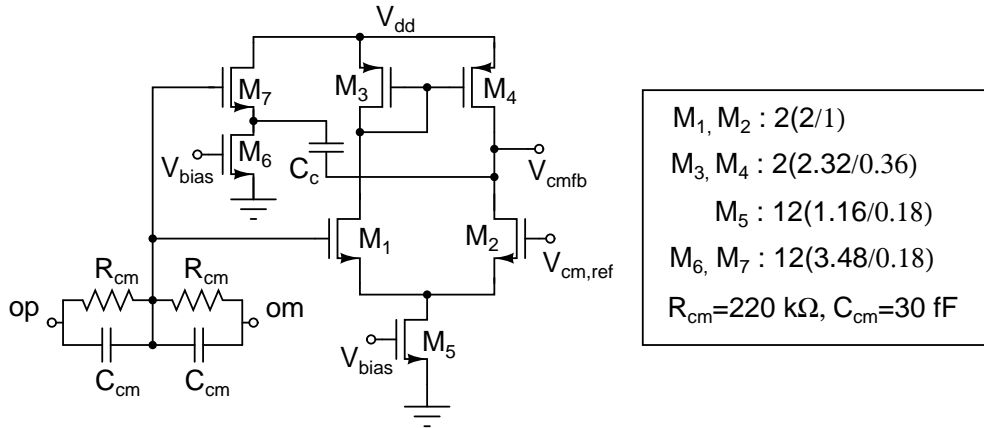 V_dd
M_7
M_3
M_4
M_6
V_bias
C_c
V_cmfb
M_1
M_2
V_cm,ref
R_cm R_cm
op om
C_cm C_cm
V_bias
M_5
M_1, M_2 : 2(2/1)
M_3, M_4 : 2(2.32/0.36)
M_5 : 12(1.16/0.18)
M_6, M_7 : 12(3.48/0.18)
R_cm=220 kΩ, C_cm=30 fF